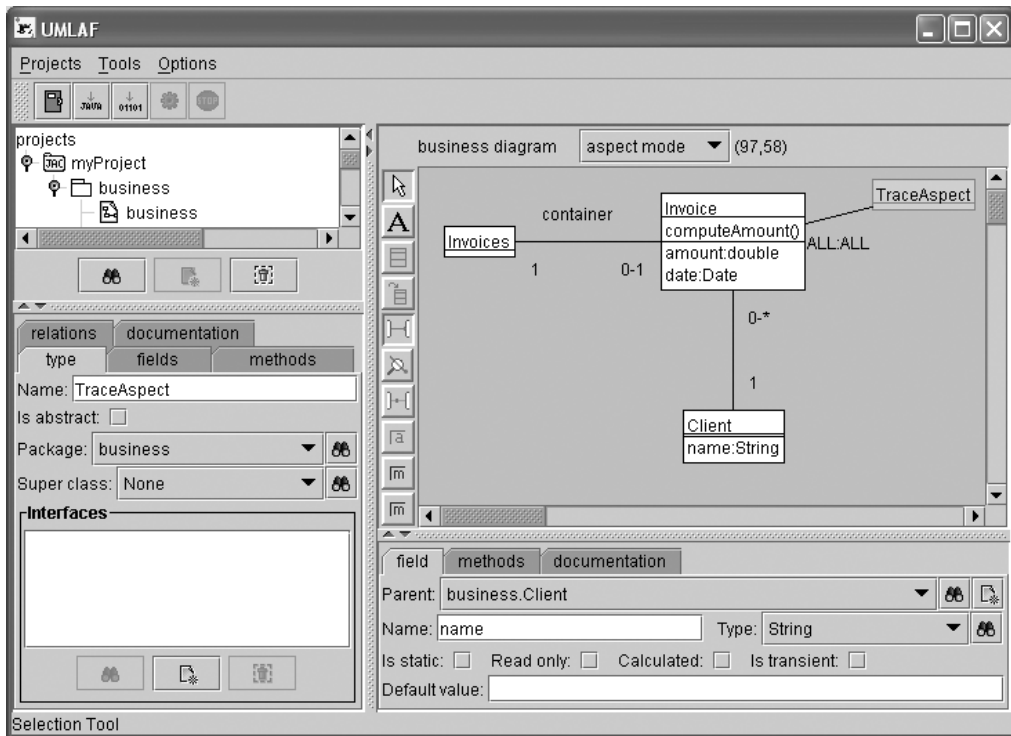 UMLAF
Projects Tools Options
JAVA 01101 STOP
projects
myProject
business
business
business diagram aspect mode (97,58)
TraceAspect
container
Invoice
computeAmount()
amount:double
date:Date
ALL:ALL
Invoices
1 0-1
0-*
1
Client
name:String
A
a
m
m
relations documentation
type fields methods
Name: TraceAspect
Is abstract:
Package: business
Super class: None
Interfaces
field methods documentation
Parent: business.Client
Name: name Type: String
Is static: Read only: Calculated: Is transient:
Default value:
Selection Tool